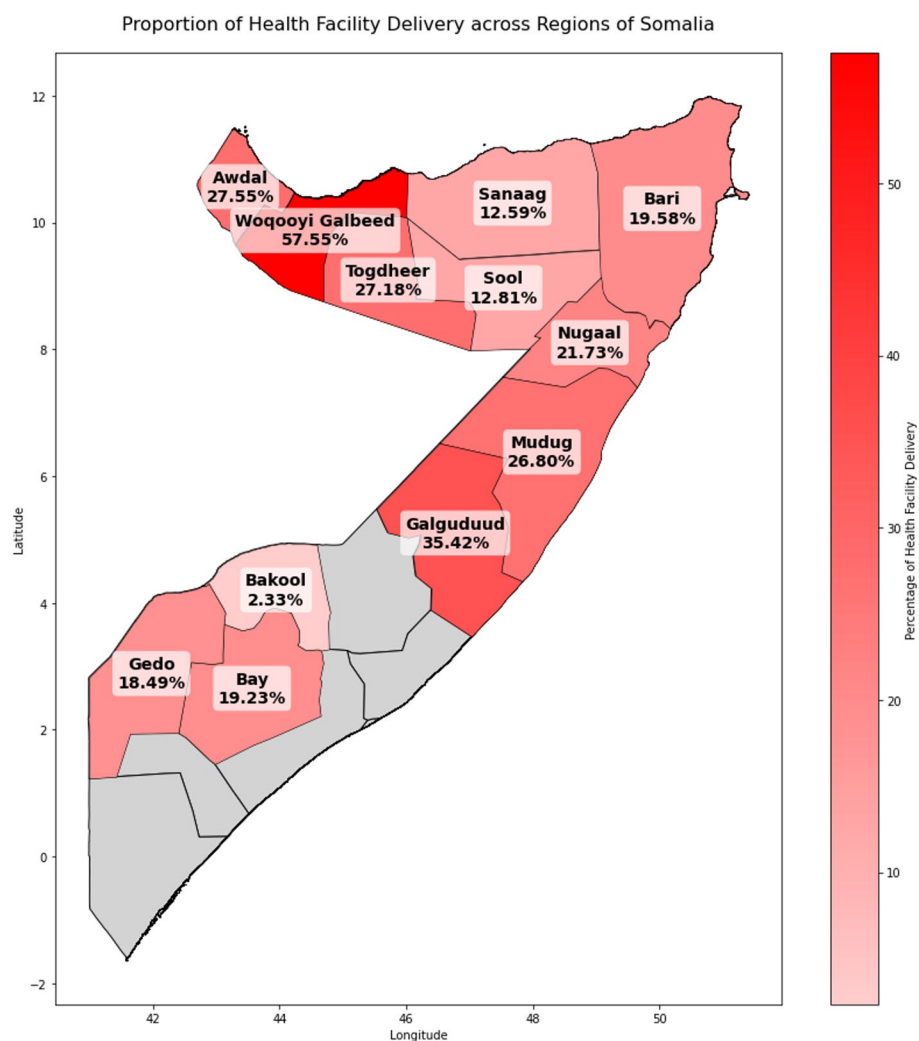 Proportion of Health Facility Delivery across Regions of Somalia
12
10
8
6
4
2
0
−2
Latitude
42
44
46
48
50
Longitude
Awdal
27.55%
Woqooyi Galbeed
57.55%
Togdheer
27.18%
Sanaag
12.59%
Sool
12.81%
Bari
19.58%
Nugaal
21.73%
Mudug
26.80%
Galguduud
35.42%
Bakool
2.33%
Gedo
18.49%
Bay
19.23%
50
40
30
20
10
Percentage of Health Facility Delivery